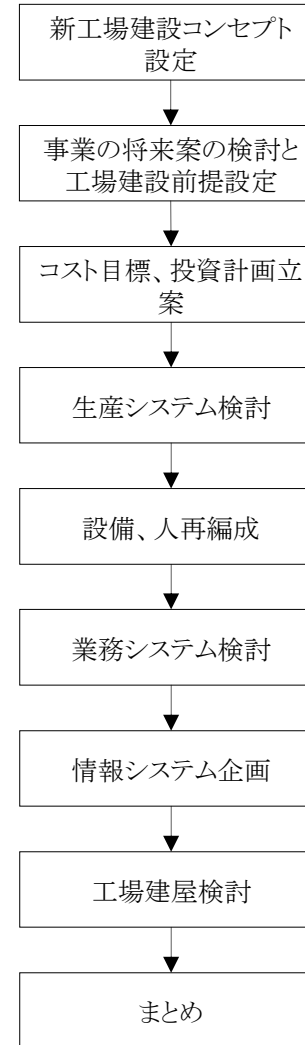 新工場建設コンセプト
設定
事業の将来案の検討と
工場建設前提設定
コスト目標、投資計画立
案
生産システム検討
設備、人再編成
業務システム検討
情報システム企画
工場建屋検討
まとめ